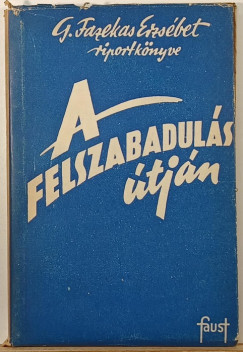 G. Fazekas Erzsébet
riportkönyve
A
FELSZABADULÁS
útján
faust